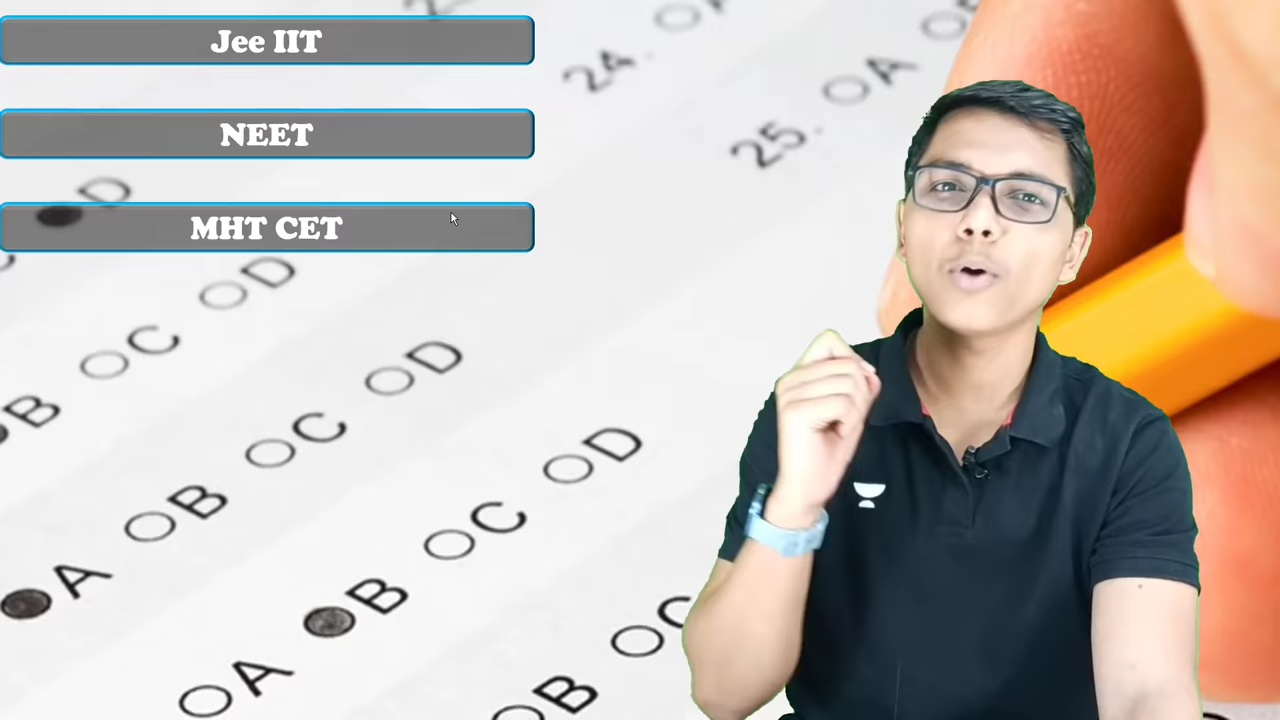 Jee IIT
NEET
MHT CET
24. A
25. A
D
C D
B C D
A B C D
A B C D
B C